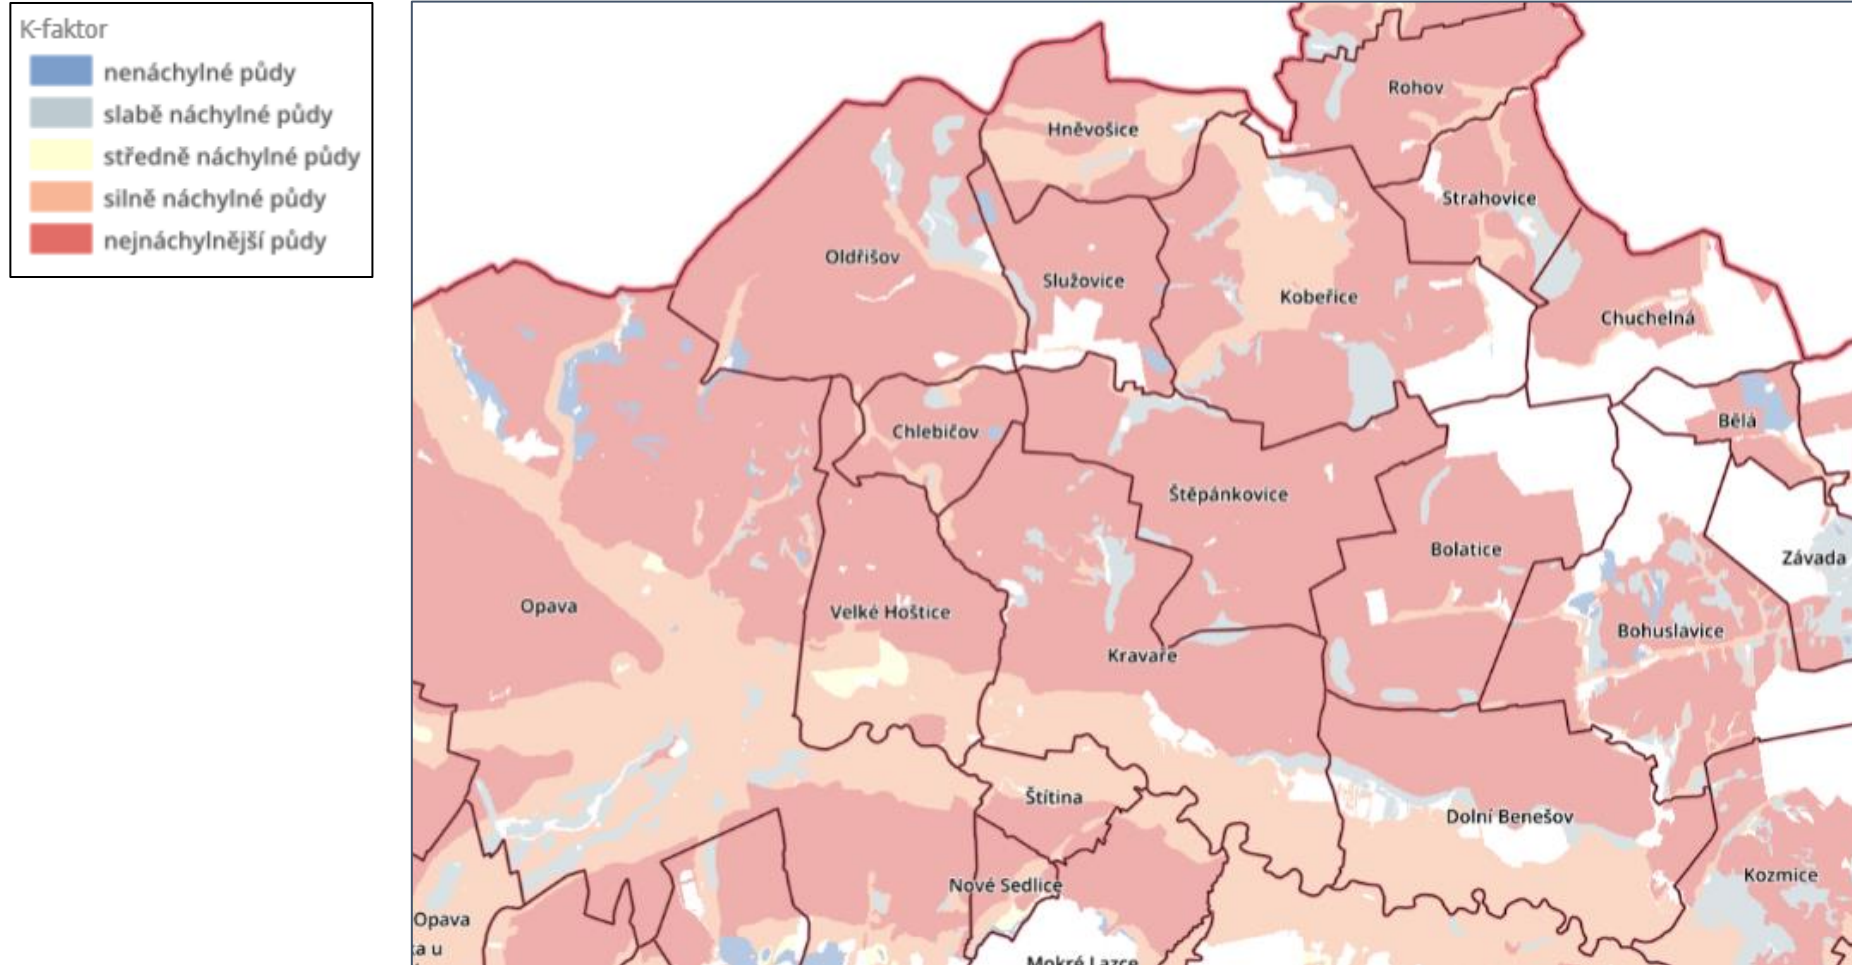 K-faktor
nenáchylné půdy
slabě náchylné půdy
středně náchylné půdy
silně náchylné půdy
nejnáchylnější půdy
Rohov
Hněvošice
Strahovice
Oldřišov
Služovice
Kobeřice
Chuchelná
Bělá
Chlebičov
Štěpánkovice
Bolatice
Závada
Opava
Velké Hoštice
Bohuslavice
Kravaře
Štítina
Dolní Benešov
Nové Sedlice
Kozmice
Opava
a u
Mokré Lazce